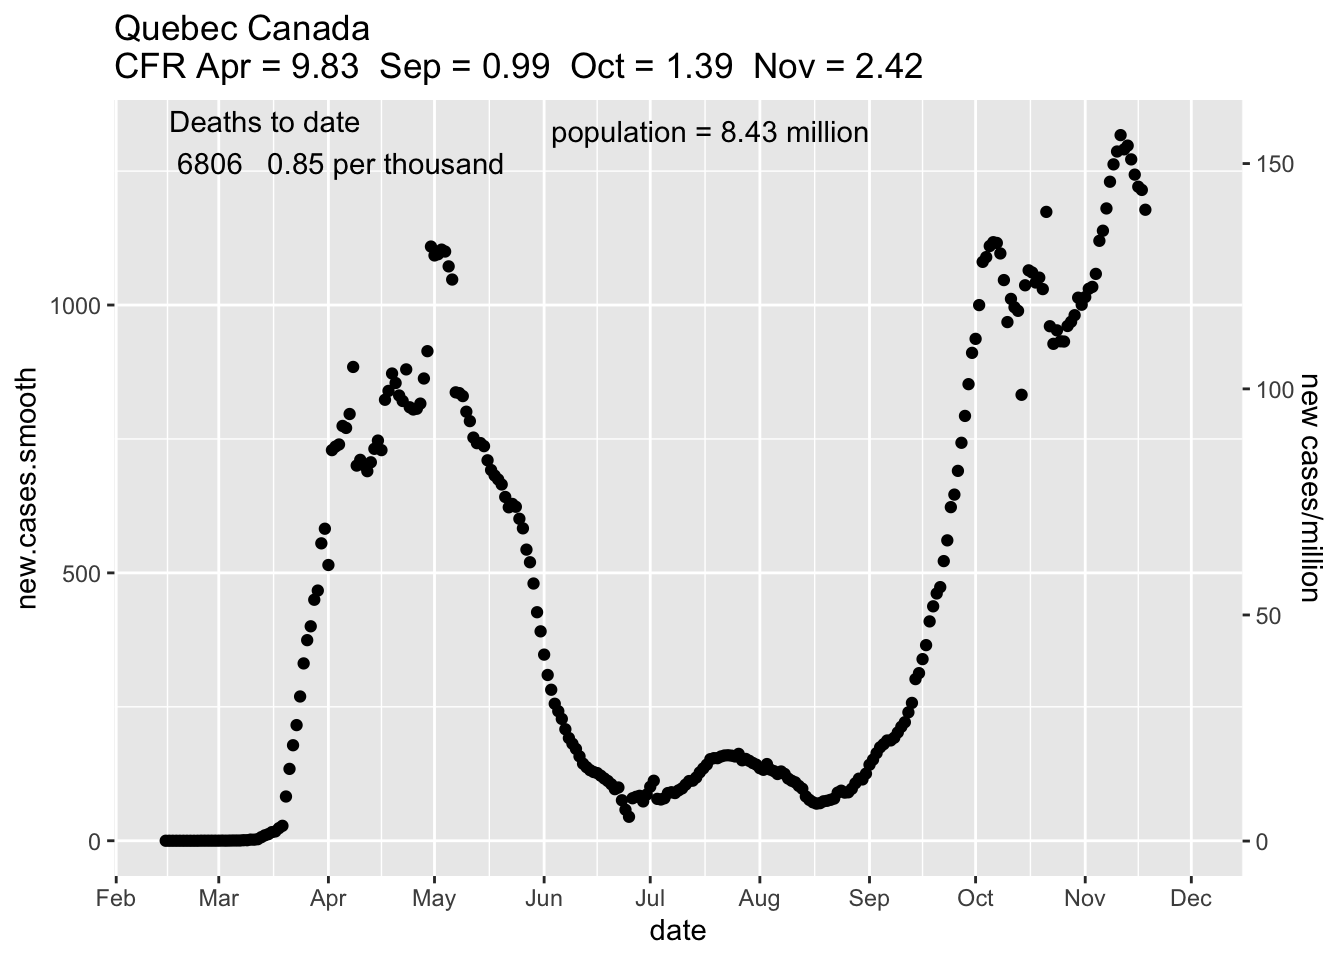 Quebec Canada
CFR Apr = 9.83  Sep = 0.99  Oct = 1.39  Nov = 2.42
Deaths to date
6806   0.85 per thousand
population = 8.43 million
new.cases.smooth
1000
500
0
150
100
50
0
new cases/million
Feb Mar Apr May Jun Jul Aug Sep Oct Nov Dec
date